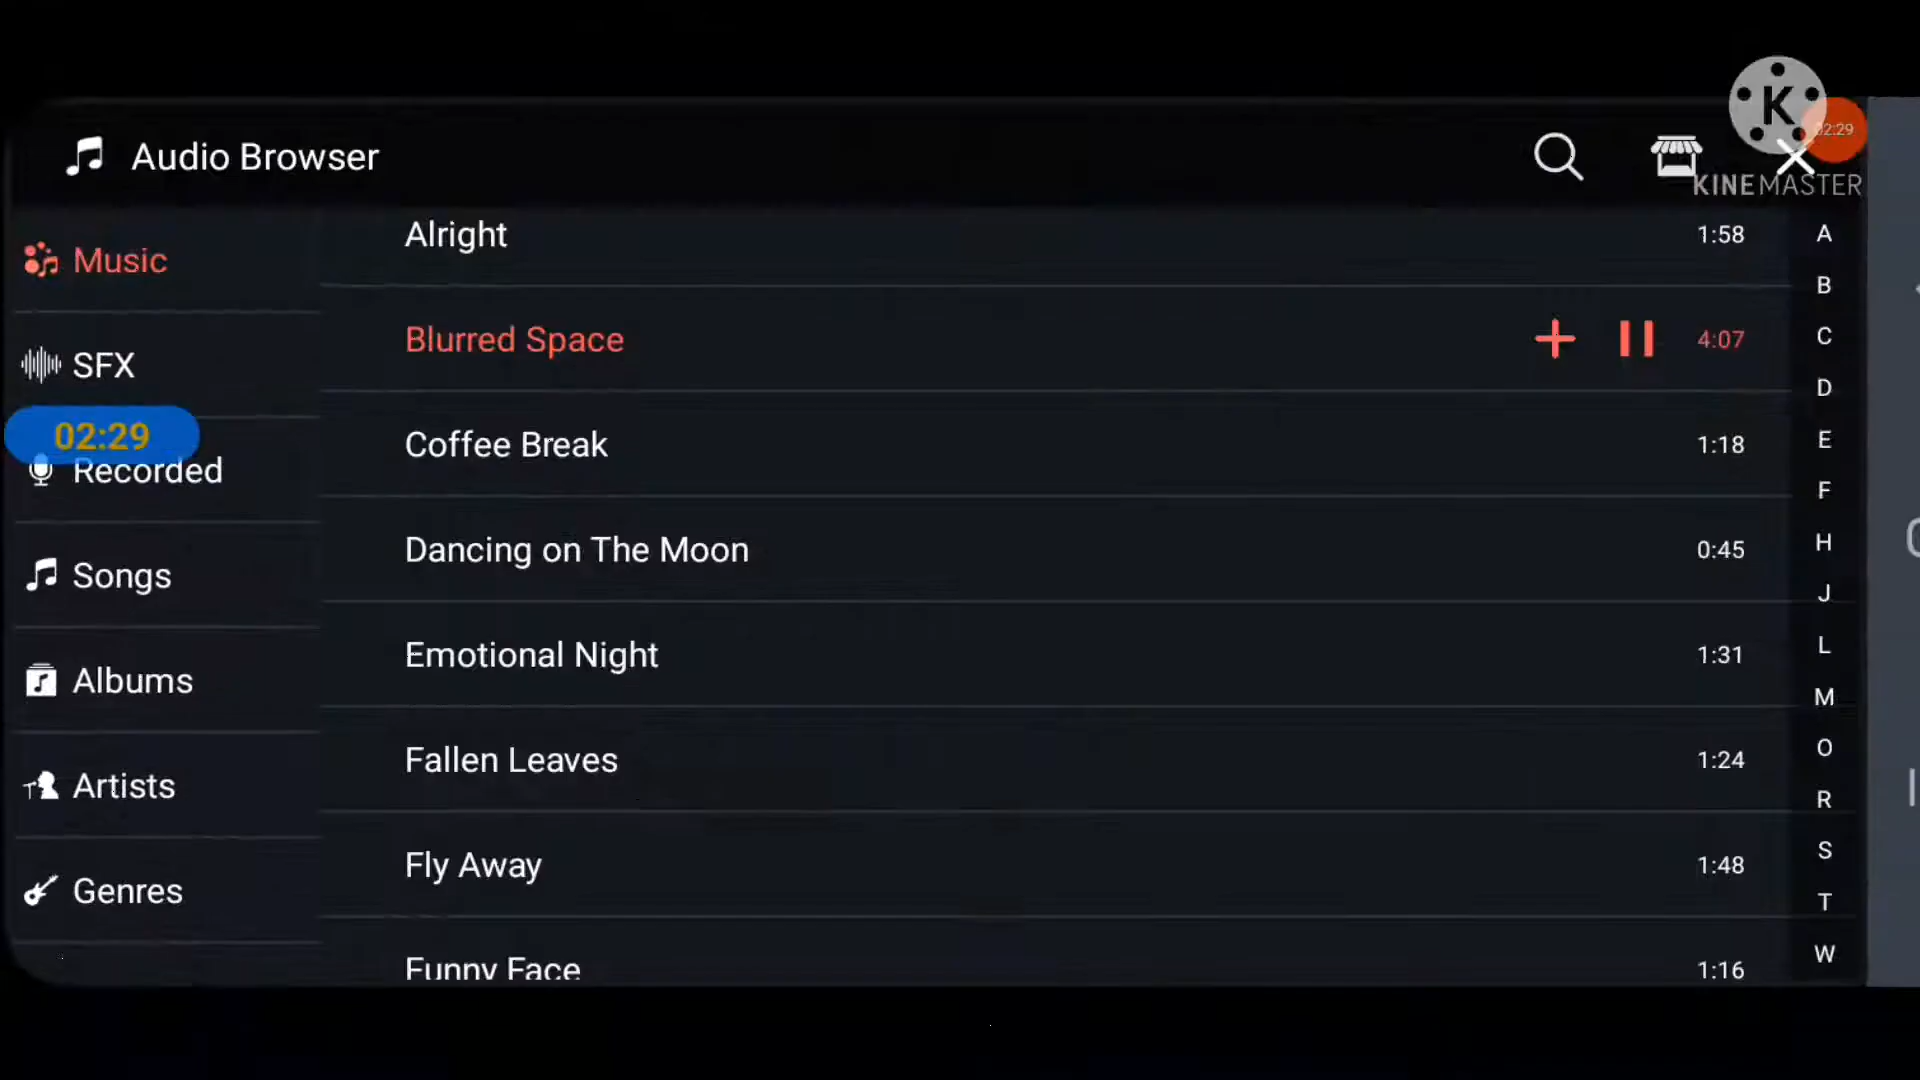 Audio Browser
K
02:29
KINEMASTER
Music
SFX
02:29
Recorded
Songs
Albums
Artists
Genres
Alright 1:58
Blurred Space 4:07
Coffee Break 1:18
Dancing on The Moon 0:45
Emotional Night 1:31
Fallen Leaves 1:24
Fly Away 1:48
Funny Face 1:16
A
B
C
D
E
F
H
J
L
M
O
R
S
T
W